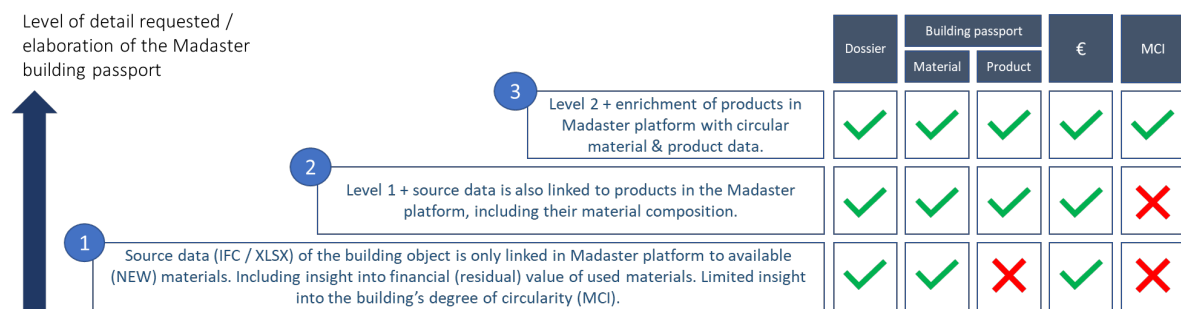 Level of detail requested /
elaboration of the Madaster
building passport
Dossier
Building passport
Material
Product
€
MCI
3
Level 2 + enrichment of products in
Madaster platform with circular
material & product data.
2
Level 1 + source data is also linked to products in the Madaster
platform, including their material composition.
1
Source data (IFC / XLSX) of the building object is only linked in Madaster platform to available
(NEW) materials. Including insight into financial (residual) value of used materials. Limited insight
into the building’s degree of circularity (MCI).